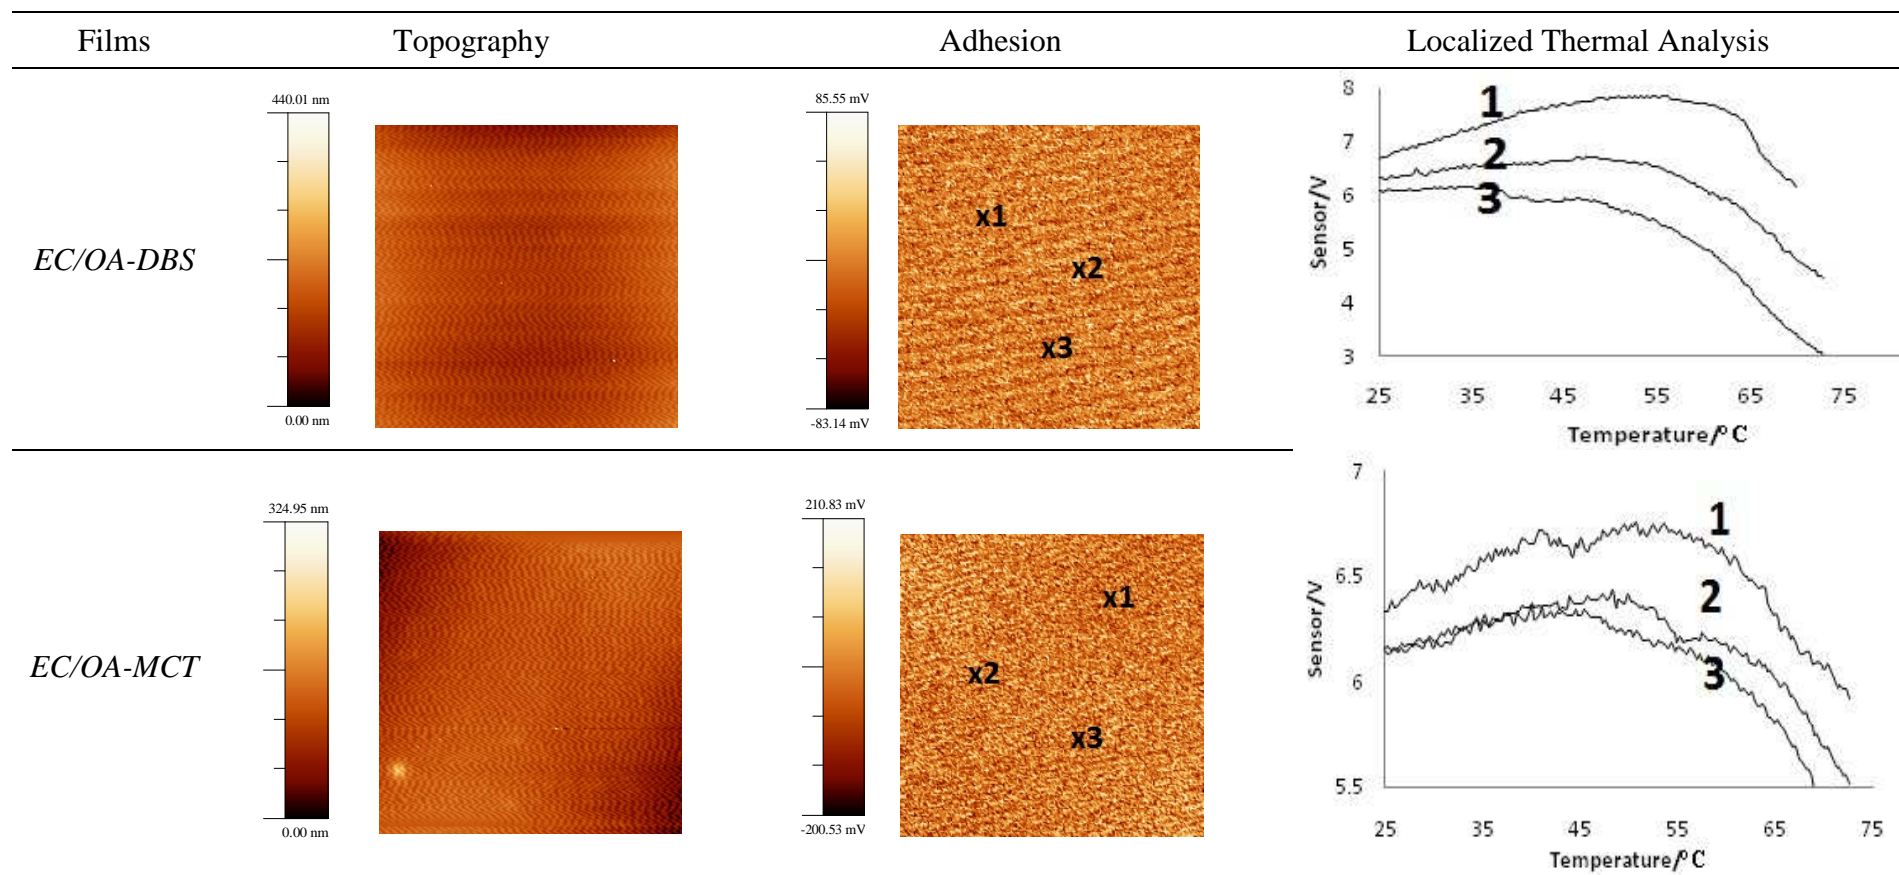 Films Topography Adhesion Localized Thermal Analysis
EC/OA-DBS
440.01 nm
0.00 nm
85.55 mV
-83.14 mV
x1
x2
x3
Sensor/V
8
7
6
5
4
3
1
2
3
25 35 45 55 65 75
Temperature/°C
EC/OA-MCT
324.95 nm
0.00 nm
210.83 mV
-200.53 mV
x1
x2
x3
Sensor/V
7
6.5
6
5.5
1
2
3
25 35 45 55 65 75
Temperature/°C